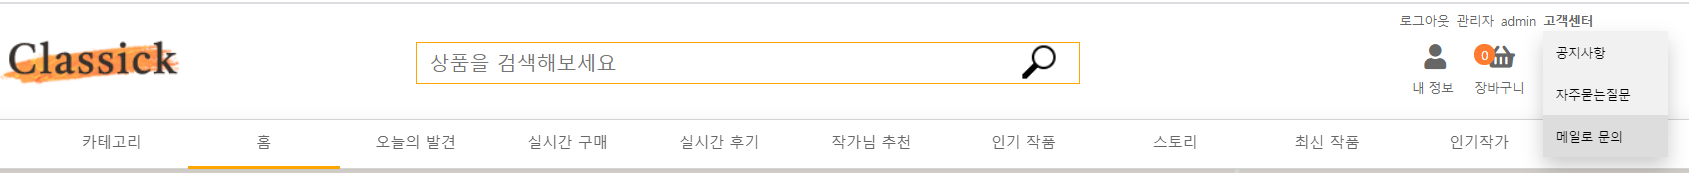 로그아웃 관리자 admin 고객센터
Classick
상품을 검색해보세요
0
내 정보
장바구니
공지사항
자주묻는질문
메일로 문의
카테고리 홈 오늘의 발견 실시간 구매 실시간 후기 작가님 추천 인기 작품 스토리 최신 작품 인기작가